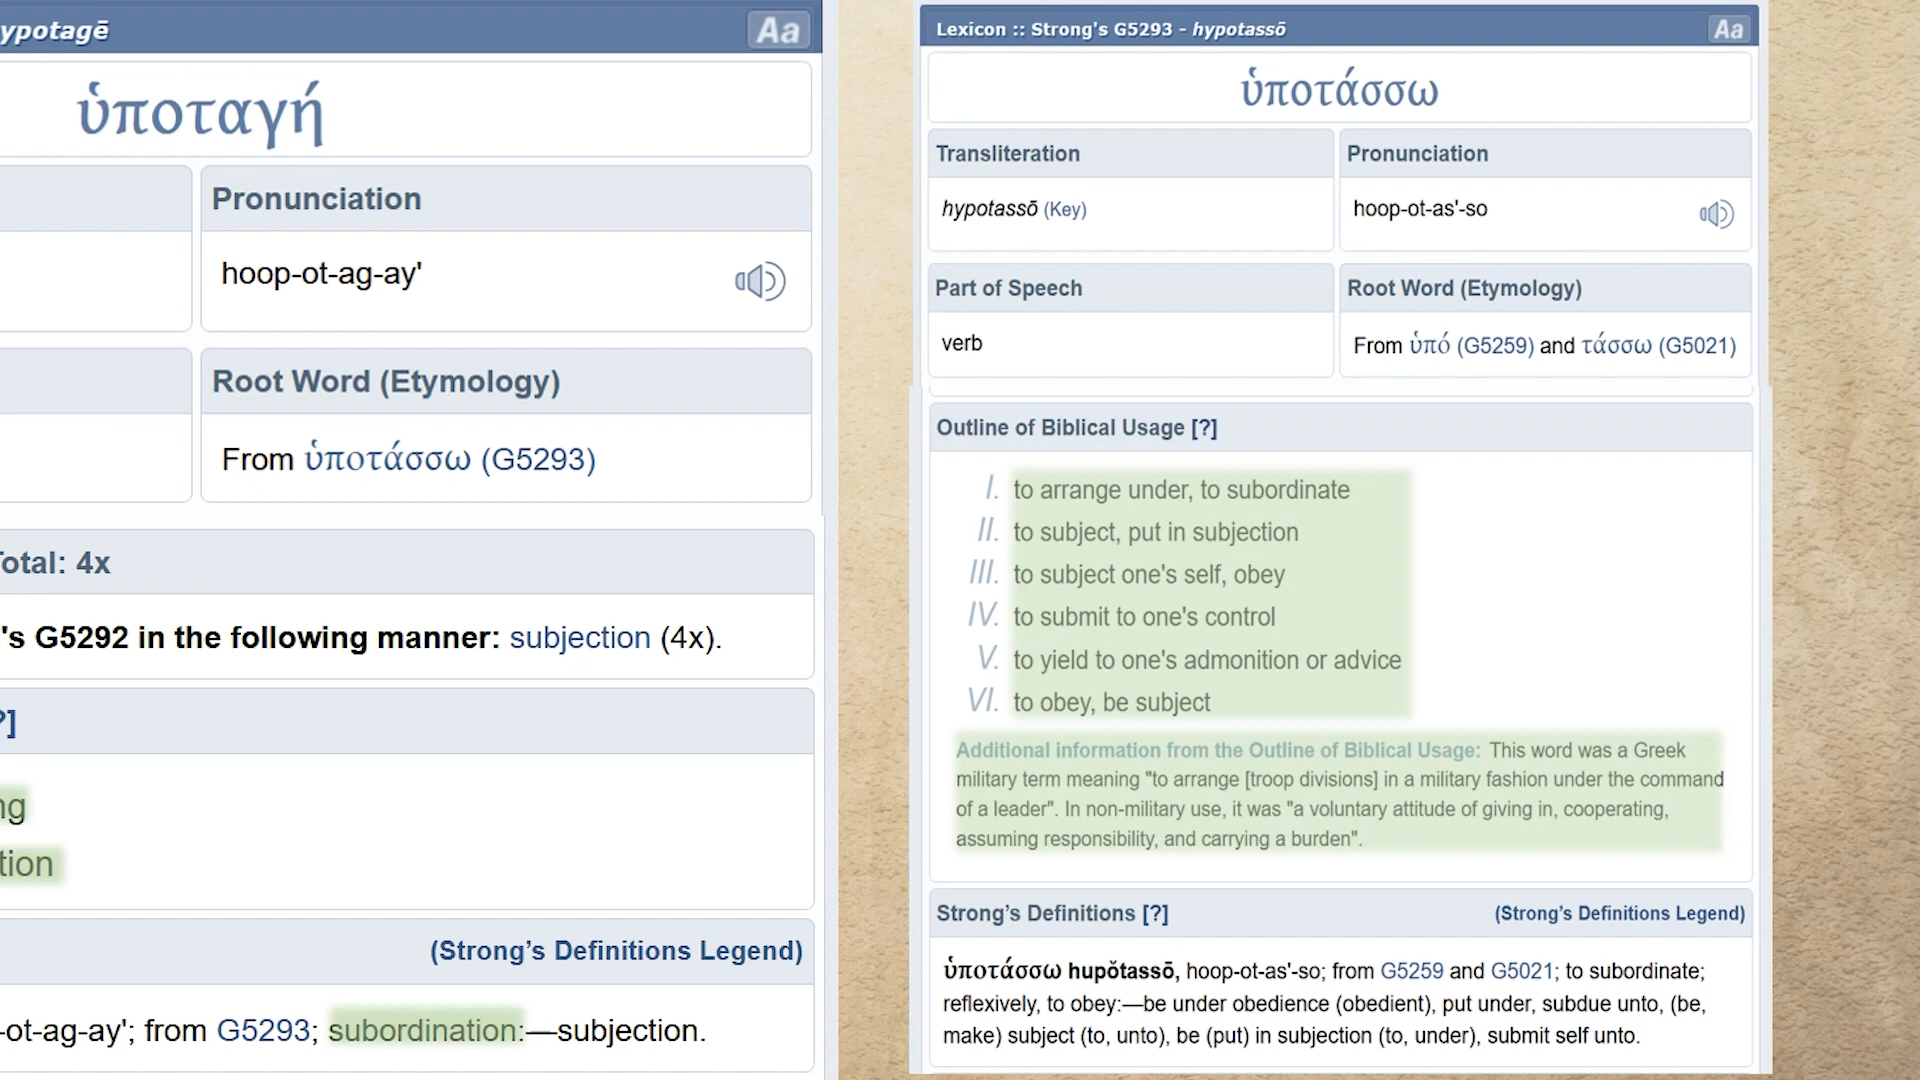 ypotagē
Aa
ὑποταγή
Pronunciation
hoop-ot-ag-ay'
Root Word (Etymology)
From ὑποτάσσω (G5293)
otal: 4x
's G5292 in the following manner: subjection (4x).
?]
ng
tion
(Strong's Definitions Legend)
-ot-ag-ay'; from G5293; subordination:—subjection.
Lexicon :: Strong's G5293 - hypotassō
Aa
ὑποτάσσω
Transliteration
Pronunciation
hypotassō (Key)
hoop-ot-as'-so
Part of Speech
Root Word (Etymology)
verb
From ὑπό (G5259) and τάσσω (G5021)
Outline of Biblical Usage [?]
I. to arrange under, to subordinate
II. to subject, put in subjection
III. to subject one's self, obey
IV. to submit to one's control
V. to yield to one's admonition or advice
VI. to obey, be subject
Additional information from the Outline of Biblical Usage: This word was a Greek
military term meaning "to arrange [troop divisions] in a military fashion under the command
of a leader". In non-military use, it was "a voluntary attitude of giving in, cooperating,
assuming responsibility, and carrying a burden".
Strong's Definitions [?]
(Strong's Definitions Legend)
ὑποτάσσω hupŏtassō, hoop-ot-as'-so; from G5259 and G5021; to subordinate;
reflexively, to obey:—be under obedience (obedient), put under, subdue unto, (be,
make) subject (to, unto), be (put) in subjection (to, under), submit self unto.